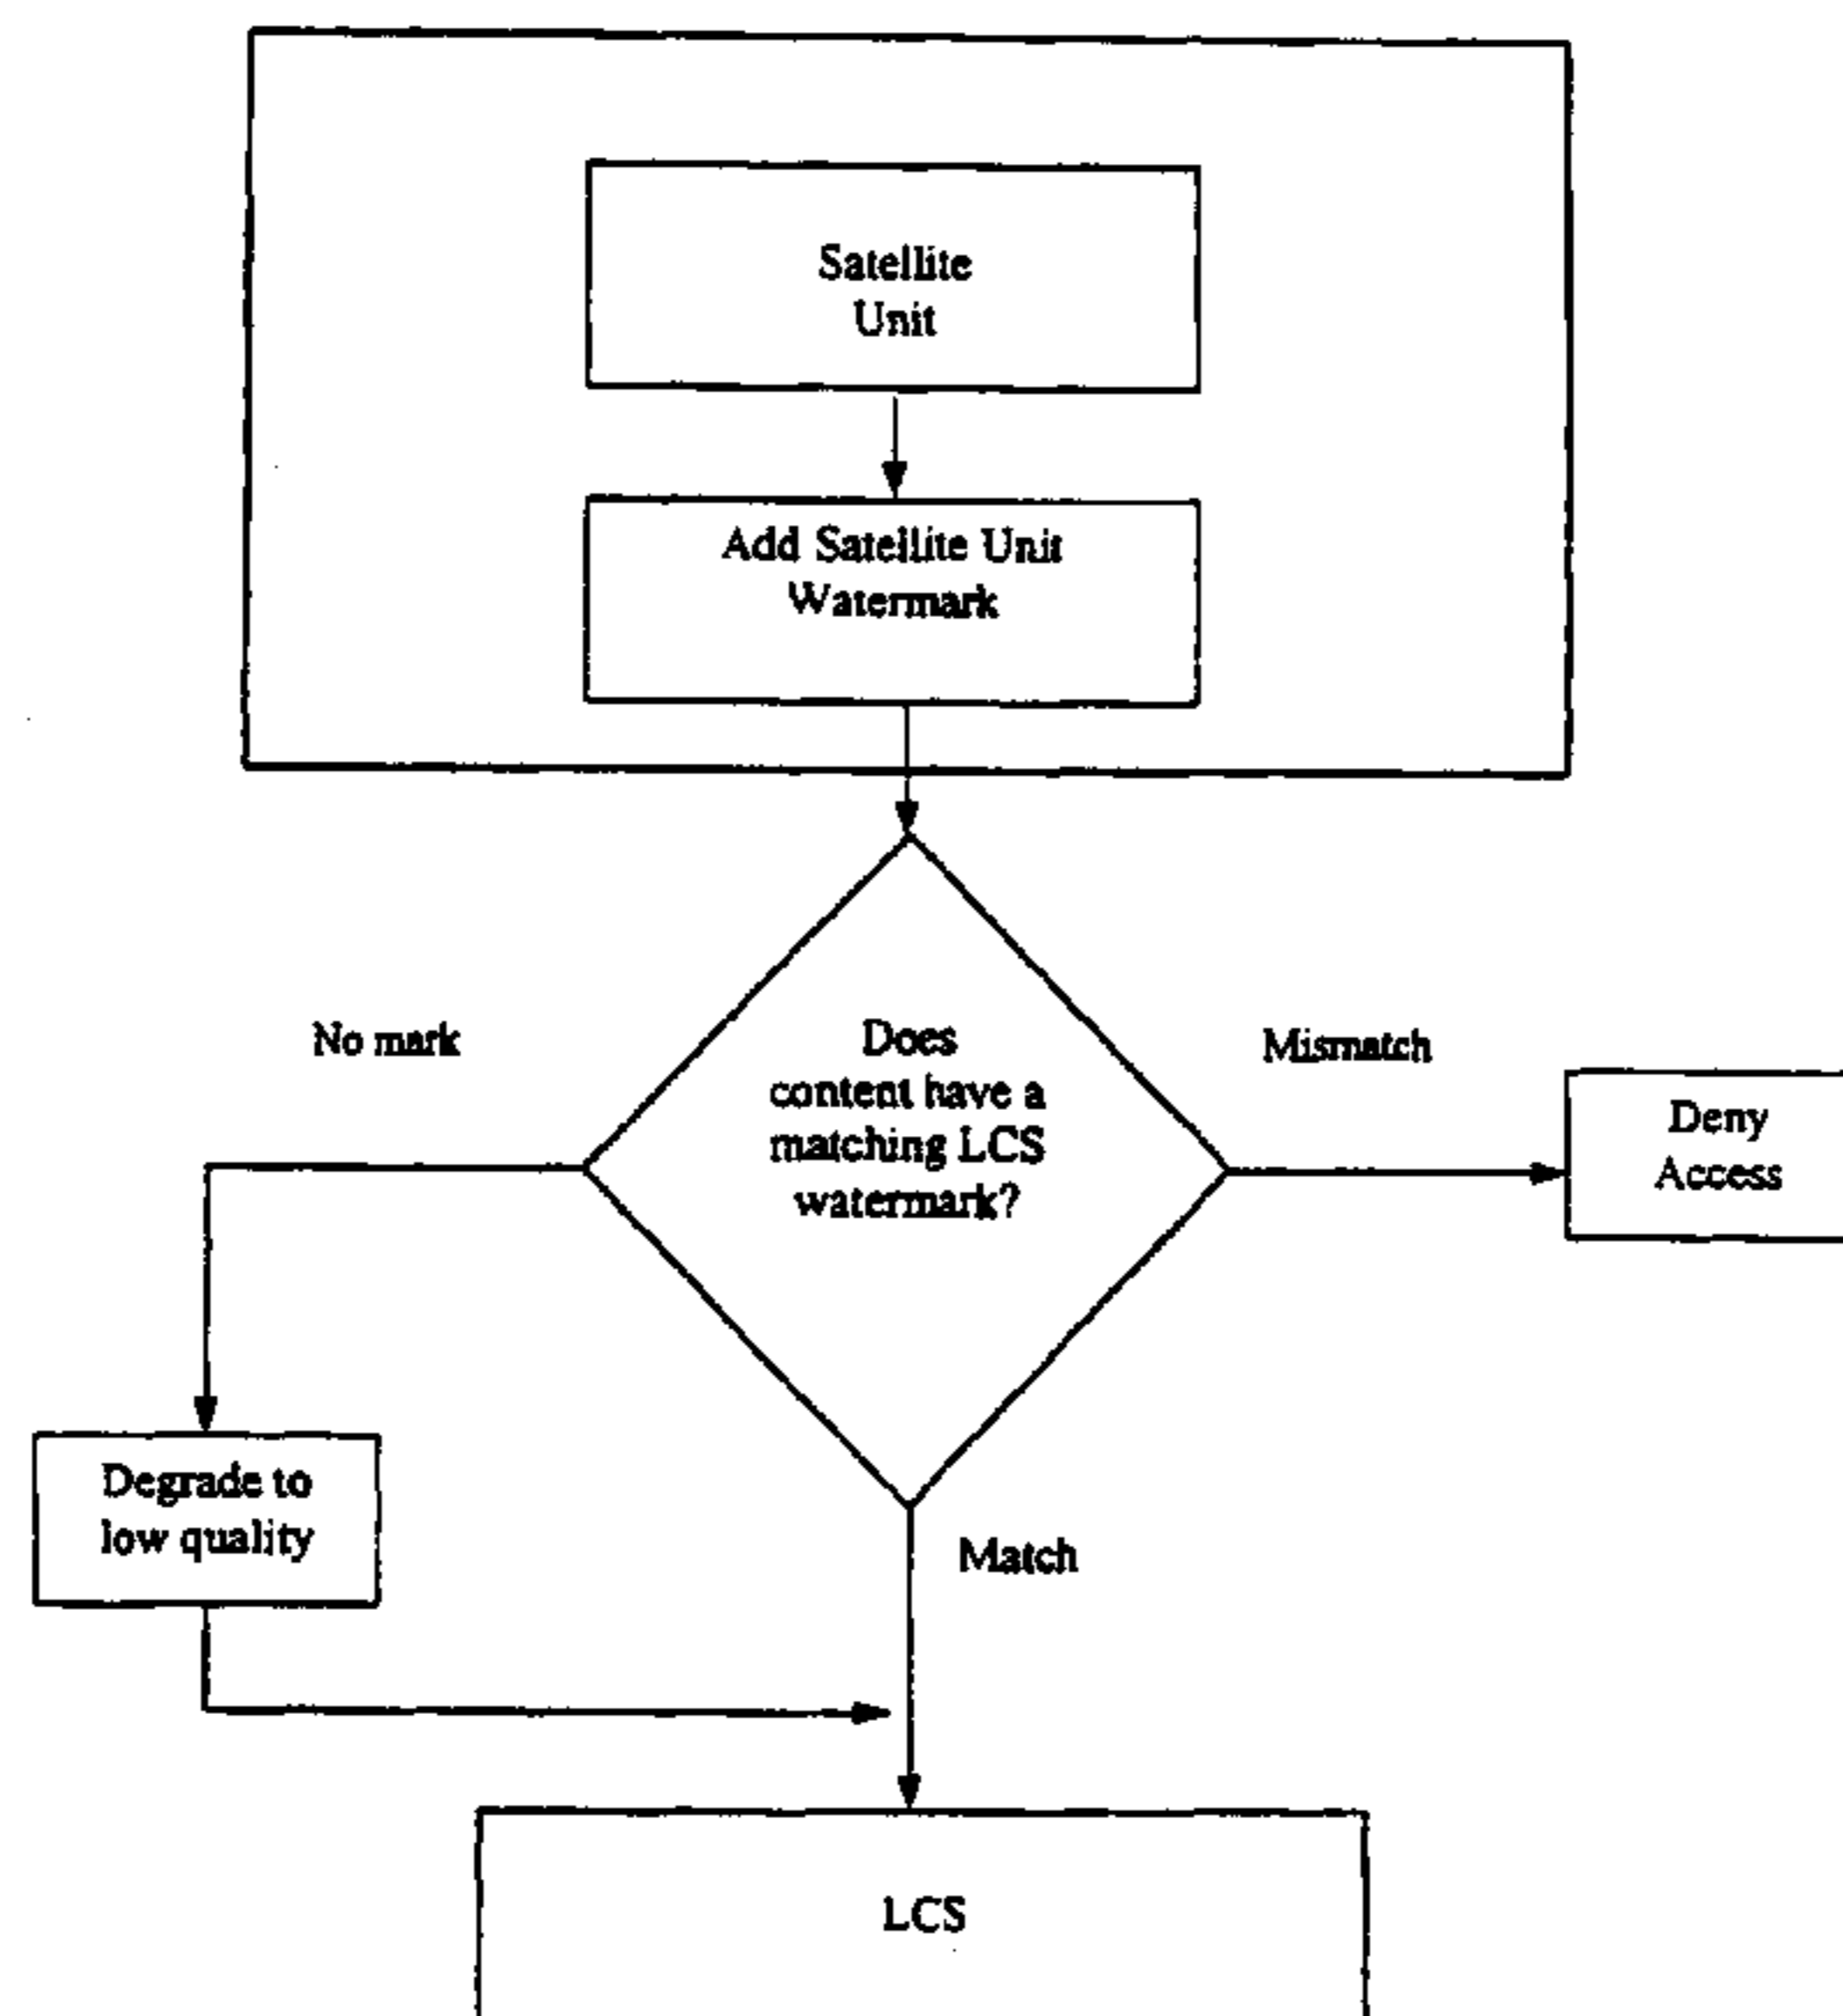 Satellite
Unit
Add Satellite Unit
Watermark
No mark
Does
content have a
matching LCS
watermark?
Mismatch
Deny
Access
Degrade to
low quality
Match
LCS